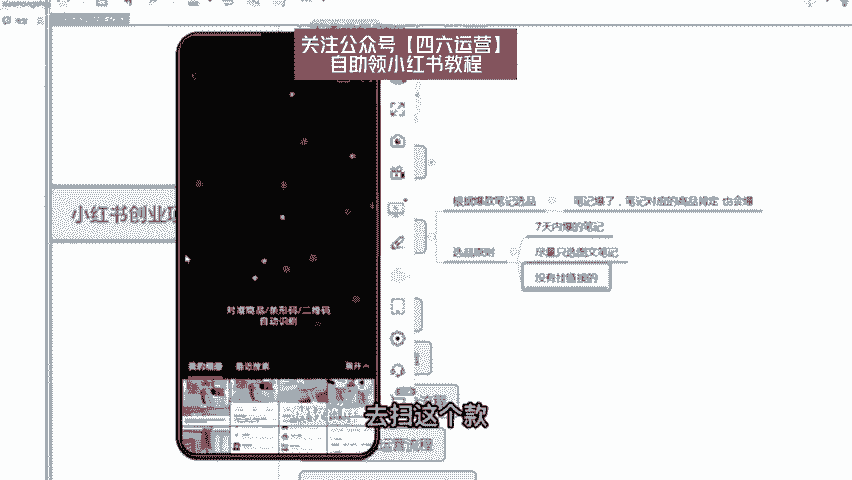 关注公众号【四六运营】
自助领小红书教程
小红书创业项
根据爆款笔记选品
笔记爆了，笔记对应的商品肯定 也会爆
7天内爆的笔记
选品原则
尽量只选图文笔记
没有挂链接的
对准商品/条形码/二维码
自动识别
我的相册
最近搜索
展开
去扫这个款
运营流程